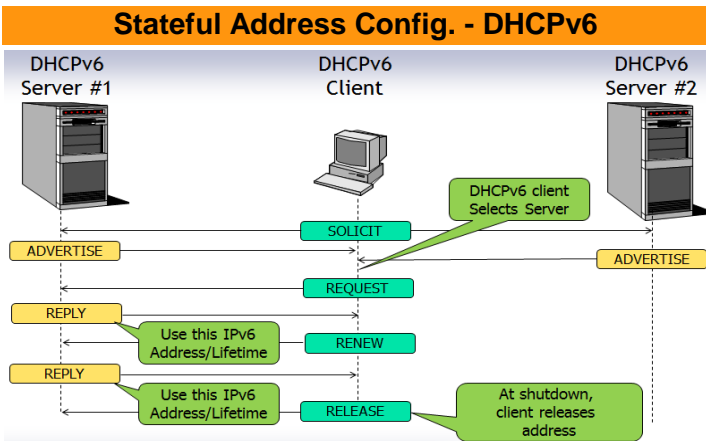 Stateful Address Config. - DHCPv6
DHCPv6
Server #1
DHCPv6
Client
DHCPv6
Server #2
DHCPv6 client
Selects Server
SOLICIT
ADVERTISE
ADVERTISE
REQUEST
REPLY
Use this IPv6
Address/Lifetime
RENEW
REPLY
Use this IPv6
Address/Lifetime
RELEASE
At shutdown,
client releases
address